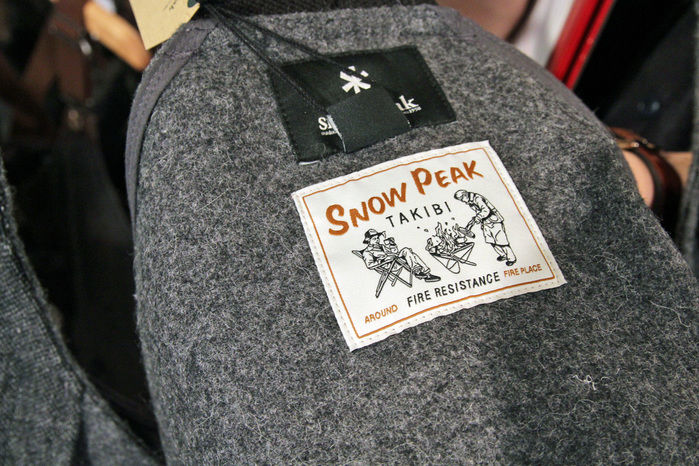 SNOW PEAK
TAKIBI
AROUND FIRE RESISTANCE FIRE PLACE